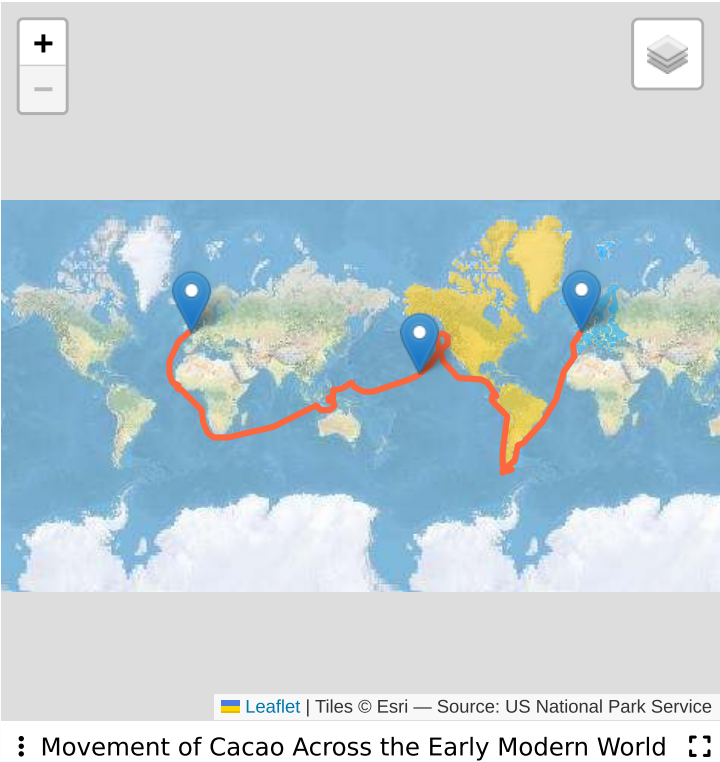 +
−
Leaflet | Tiles © Esri — Source: US National Park Service
Movement of Cacao Across the Early Modern World